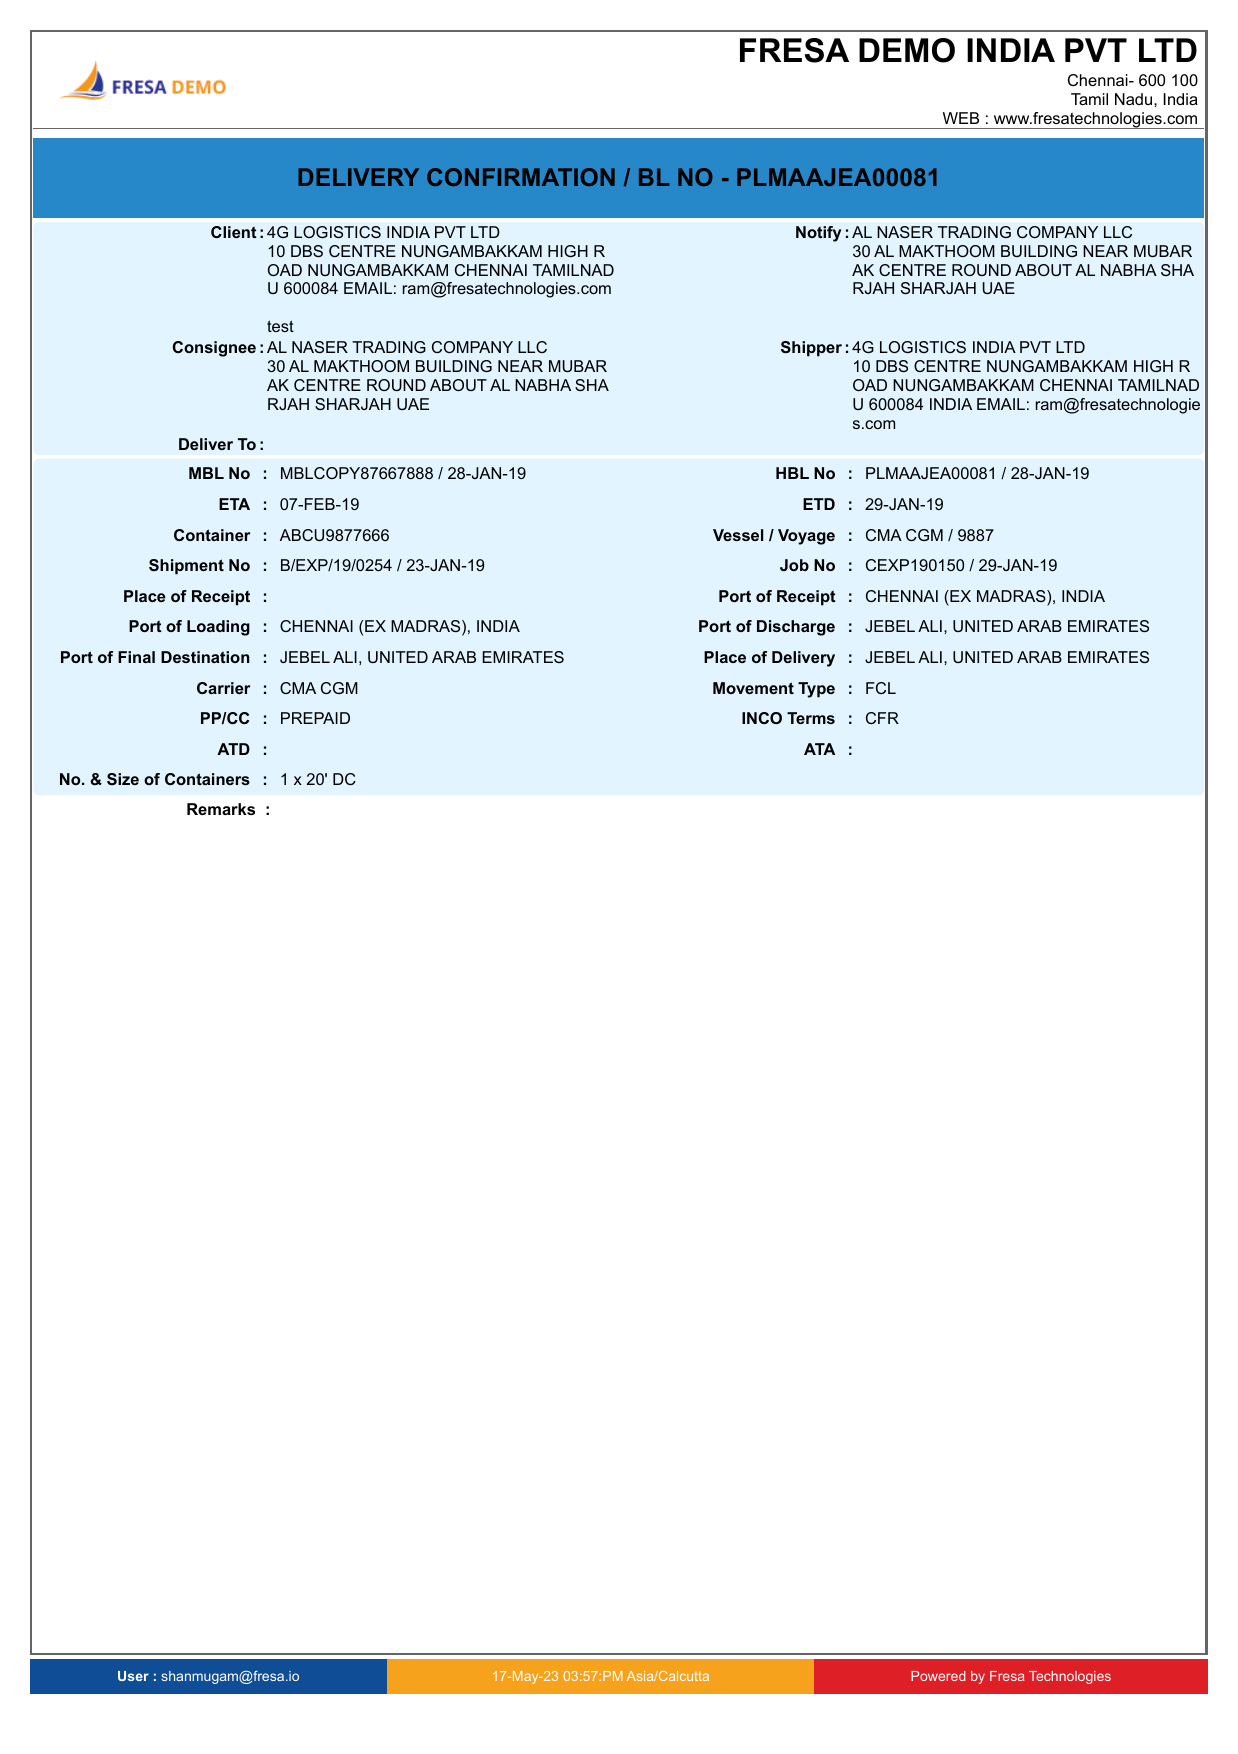 FRESA DEMO
FRESA DEMO INDIA PVT LTD
Chennai- 600 100
Tamil Nadu, India
WEB : www.fresatechnologies.com
DELIVERY CONFIRMATION / BL NO - PLMAAJEA00081
Client : 4G LOGISTICS INDIA PVT LTD
10 DBS CENTRE NUNGAMBAKKAM HIGH R
OAD NUNGAMBAKKAM CHENNAI TAMILNAD
U 600084 EMAIL: ram@fresatechnologies.com
test
Notify : AL NASER TRADING COMPANY LLC
30 AL MAKTHOOM BUILDING NEAR MUBAR
AK CENTRE ROUND ABOUT AL NABHA SHA
RJAH SHARJAH UAE
Consignee : AL NASER TRADING COMPANY LLC
30 AL MAKTHOOM BUILDING NEAR MUBAR
AK CENTRE ROUND ABOUT AL NABHA SHA
RJAH SHARJAH UAE
Shipper : 4G LOGISTICS INDIA PVT LTD
10 DBS CENTRE NUNGAMBAKKAM HIGH R
OAD NUNGAMBAKKAM CHENNAI TAMILNAD
U 600084 INDIA EMAIL: ram@fresatechnologie
s.com
Deliver To :
MBL No : MBLCOPY87667888 / 28-JAN-19
HBL No : PLMAAJEA00081 / 28-JAN-19
ETA : 07-FEB-19
ETD : 29-JAN-19
Container : ABCU9877666
Vessel / Voyage : CMA CGM / 9887
Shipment No : B/EXP/19/0254 / 23-JAN-19
Job No : CEXP190150 / 29-JAN-19
Place of Receipt :
Port of Receipt : CHENNAI (EX MADRAS), INDIA
Port of Loading : CHENNAI (EX MADRAS), INDIA
Port of Discharge : JEBEL ALI, UNITED ARAB EMIRATES
Port of Final Destination : JEBEL ALI, UNITED ARAB EMIRATES
Place of Delivery : JEBEL ALI, UNITED ARAB EMIRATES
Carrier : CMA CGM
Movement Type : FCL
PP/CC : PREPAID
INCO Terms : CFR
ATD :
ATA :
No. & Size of Containers : 1 x 20' DC
Remarks :
User : shanmugam@fresa.io
17-May-23 03:57:PM Asia/Calcutta
Powered by Fresa Technologies